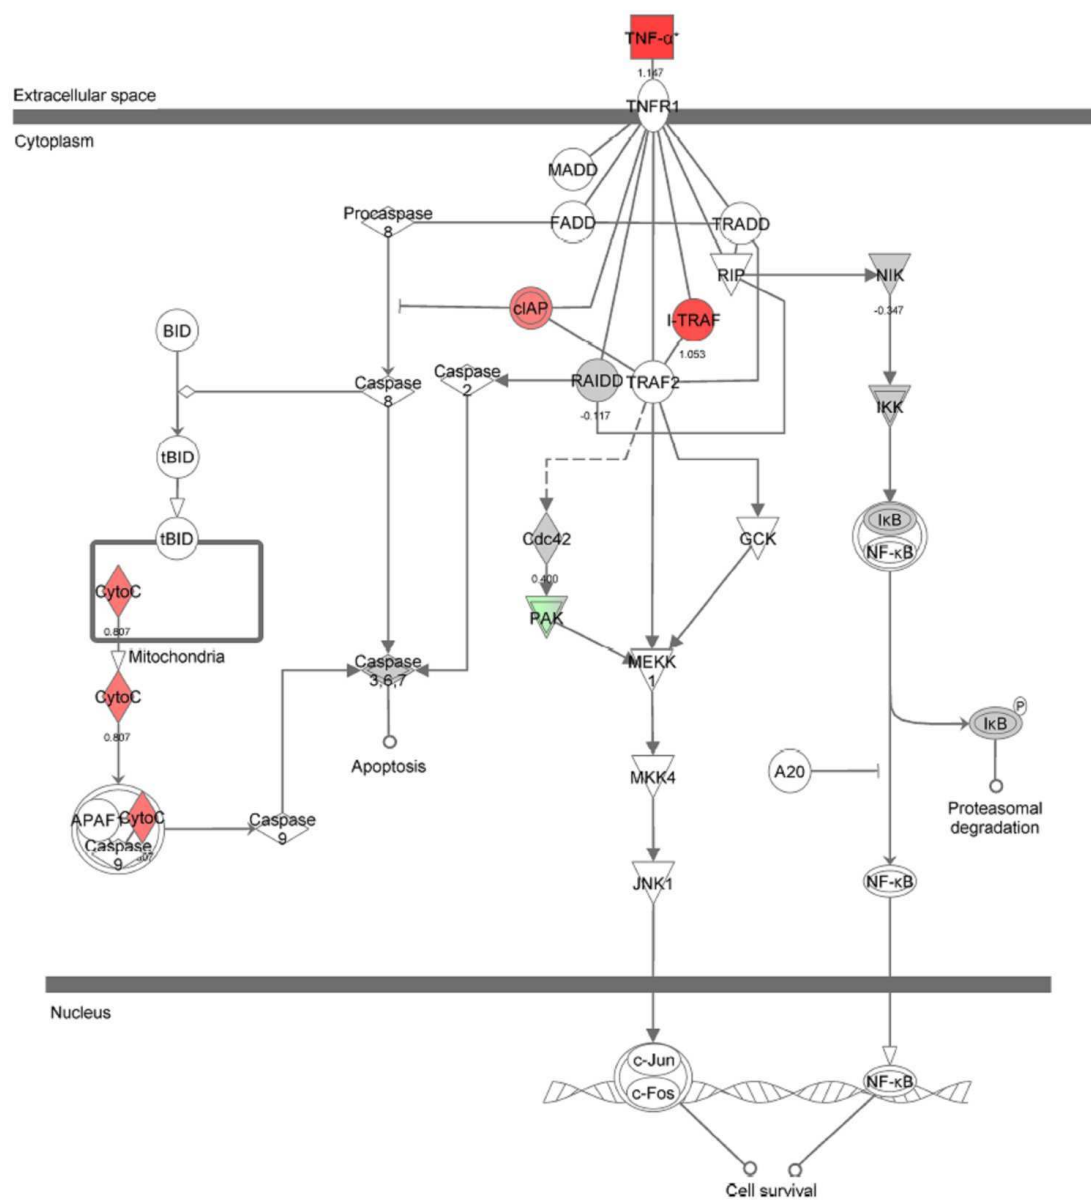 TNF-α*
1.147
Extracellular space
TNFR1
Cytoplasm
MADD
Procaspase
8
FADD
TRADD
RIP
NIK
cIAP
I-TRAF
-0.347
BID
1.053
Caspase
8
Caspase
2
RAIDD
TRAF2
IKK
-0.117
tBID
IκB
tBID
Cdc42
GCK
NF-κB
0.400
CytoC
PAK
0.807
Mitochondria
Caspase
3,6,7
MEKK
1
CytoC
P
IκB
0.807
Apoptosis
A20
MKK4
Proteasomal
degradation
APAF1
CytoC
Caspase
9
Caspase
9
JNK1
NF-κB
Nucleus
c-Jun
c-Fos
NF-κB
Cell survival